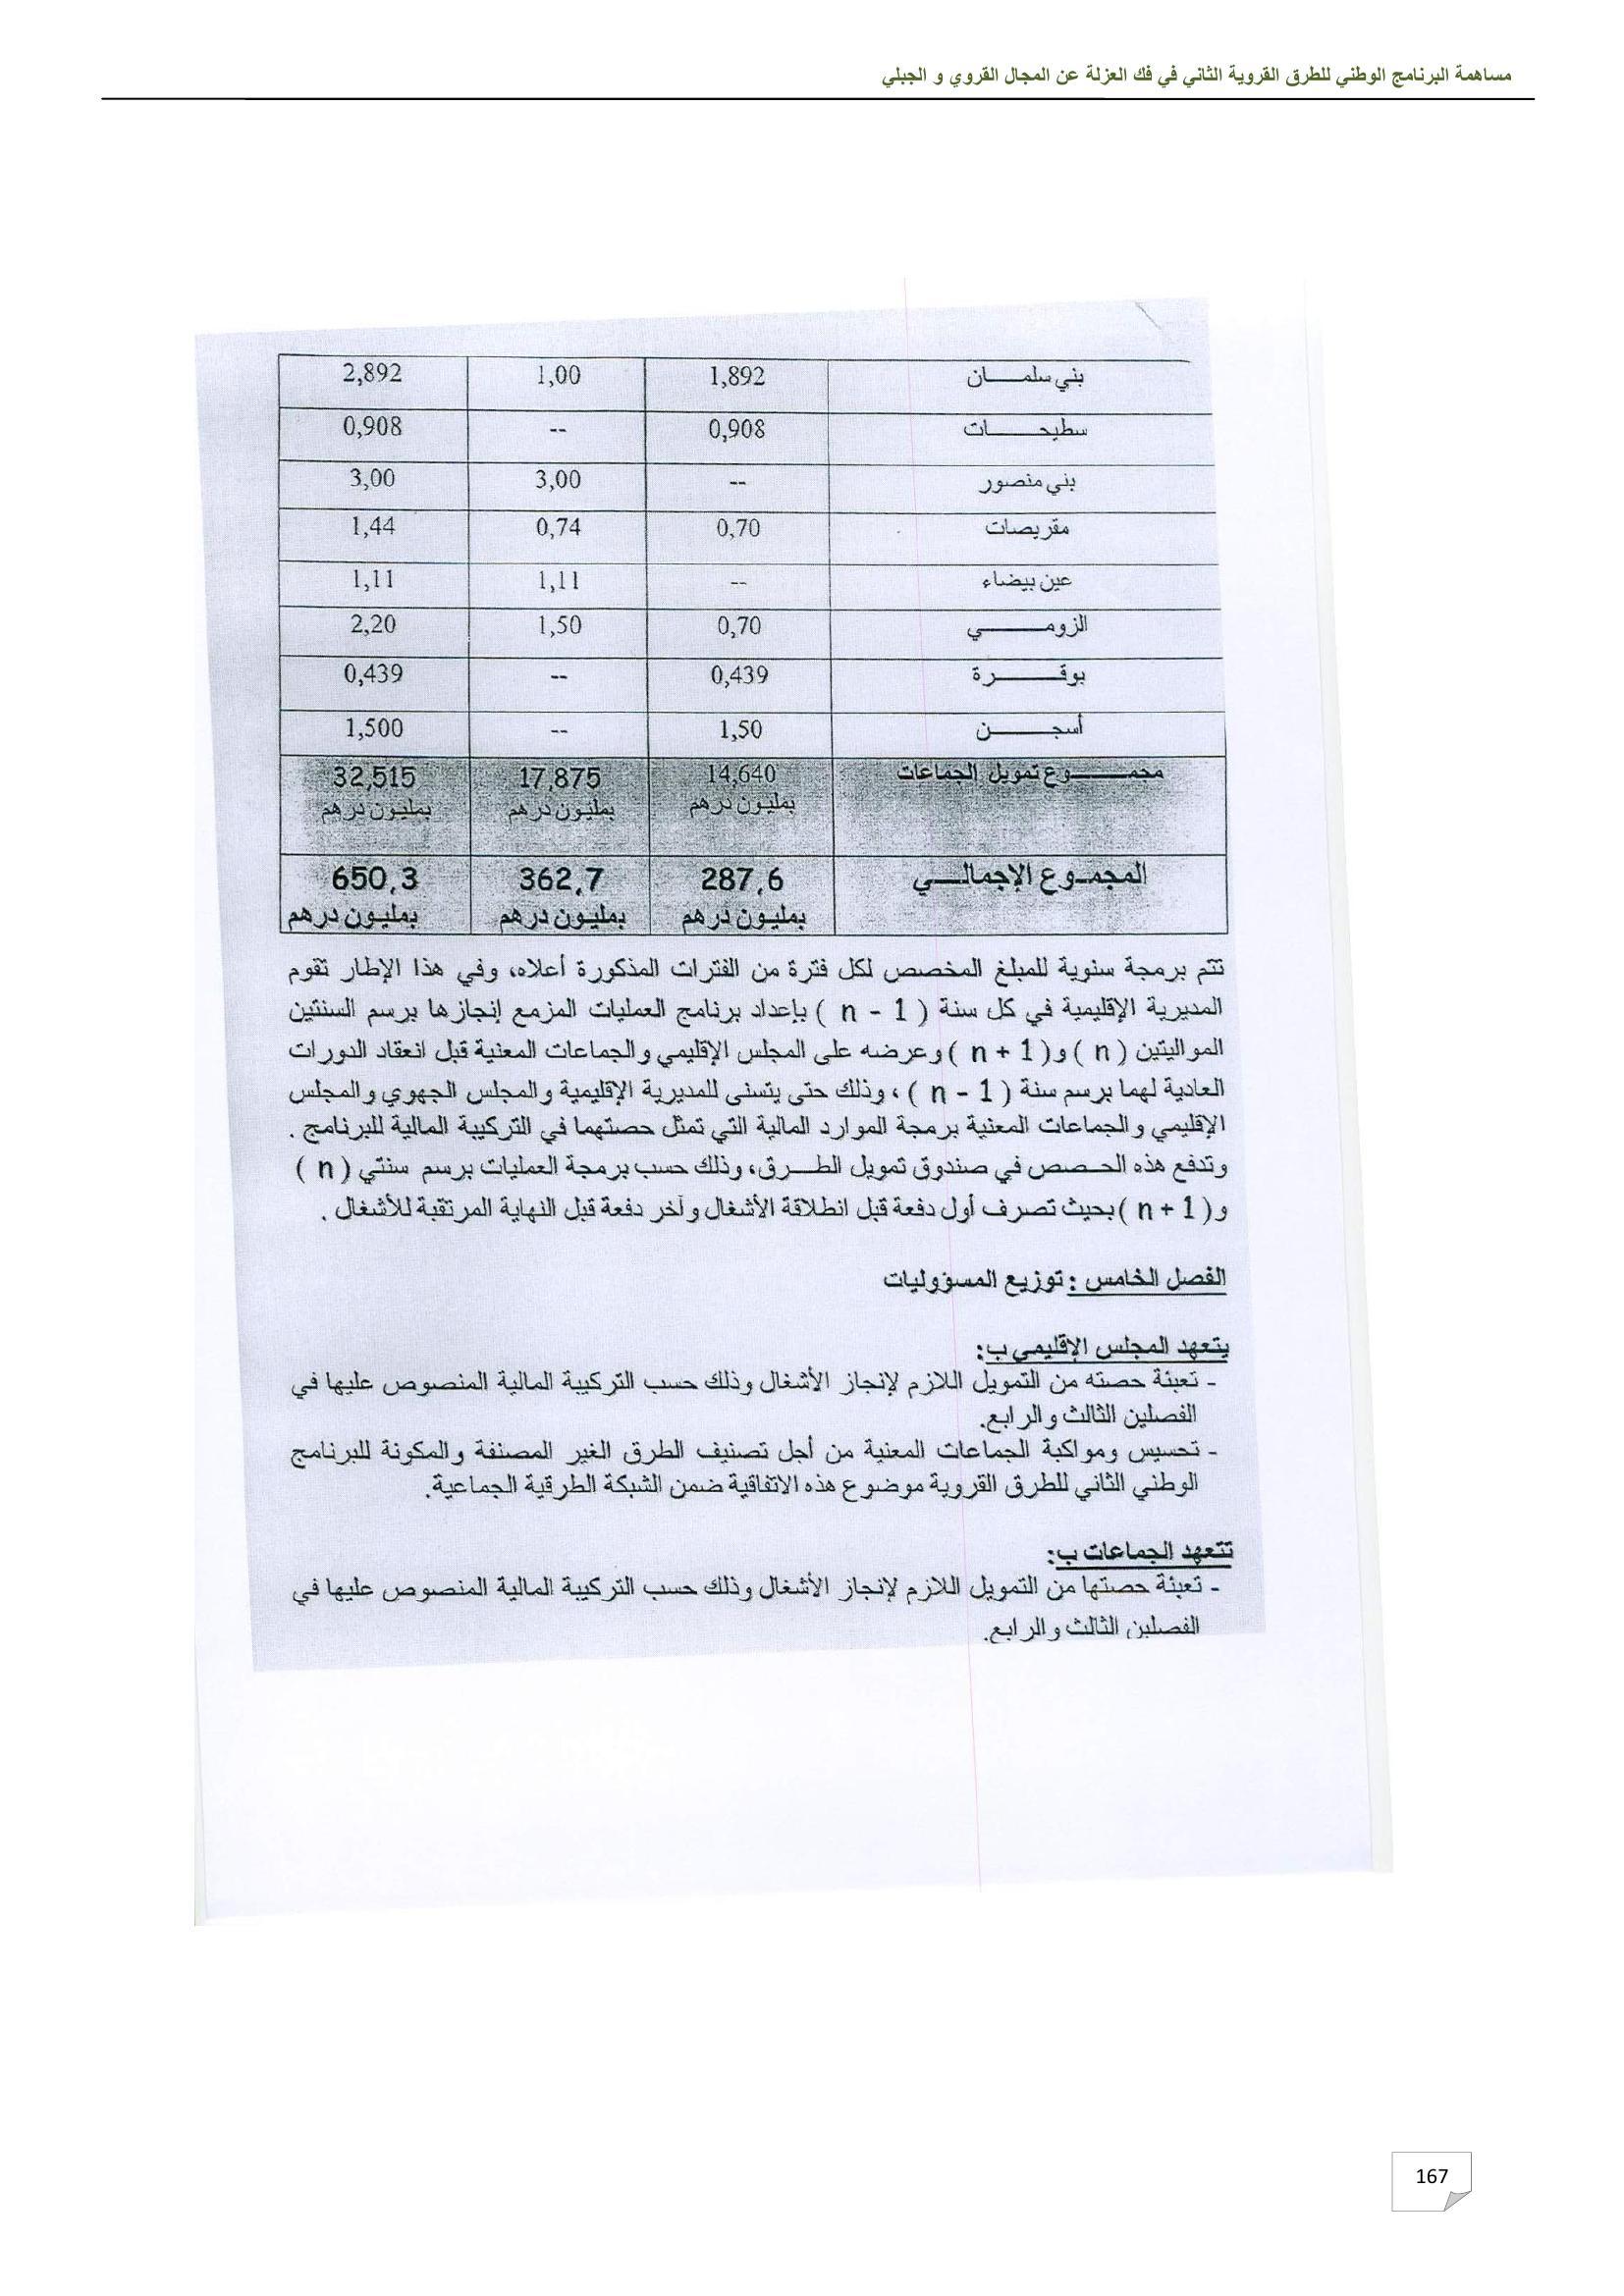 مساهمة البرنامج الوطني للطرق القروية الثاني في فك العزلة عن المجال القروي و الجبلي
بني سلمـــان 1,892 1,00 2,892
سطيحـــــات 0,908 -- 0,908
بني منصور -- 3,00 3,00
مقريصات 0,70 0,74 1,44
عين بيضاء -- 1,11 1,11
الزومـــــي 0,70 1,50 2,20
بوقـــــرة 0,439 -- 0,439
أسجـــــن 1,50 -- 1,500
مجمـــــوع تمويل الجماعات 14,640 17,875 32,515
بمليون درهم بمليون درهم بمليون درهم
المجمـوع الإجمالـــي 287,6 362,7 650,3
بمليون درهم بمليون درهم بمليون درهم
تتم برمجة سنوية للمبلغ المخصص لكل فترة من الفترات المذكورة أعلاه، وفي هذا الإطار تقوم
المديرية الإقليمية في كل سنة ( n - 1 ) بإعداد برنامج العمليات المزمع إنجازها برسم السنتين
المواليتين ( n ) و( n + 1 ) وعرضه على المجلس الإقليمي والجماعات المعنية قبل انعقاد الدورات
العادية لهما برسم سنة ( n - 1 ) ، وذلك حتى يتسنى للمديرية الإقليمية والمجلس الجهوي والمجلس
الإقليمي والجماعات المعنية برمجة الموارد المالية التي تمثل حصتهما في التركيبة المالية للبرنامج .
وتدفع هذه الحـصص في صندوق تمويل الطـــرق، وذلك حسب برمجة العمليات برسم سنتي ( n )
و( n + 1 ) بحيث تصرف أول دفعة قبل انطلاقة الأشغال وآخر دفعة قبل النهاية المرتقبة للأشغال .
الفصل الخامس : توزيع المسؤوليات
يتعهد المجلس الإقليمي ب:
- تعبئة حصته من التمويل اللازم لإنجاز الأشغال وذلك حسب التركيبة المالية المنصوص عليها في
الفصلين الثالث والرابع.
- تحسيس ومواكبة الجماعات المعنية من أجل تصنيف الطرق الغير المصنفة والمكونة للبرنامج
الوطني الثاني للطرق القروية موضوع هذه الاتفاقية ضمن الشبكة الطرقية الجماعية.
تتعهد الجماعات ب:
- تعبئة حصتها من التمويل اللازم لإنجاز الأشغال وذلك حسب التركيبة المالية المنصوص عليها في
الفصلين الثالث والرابع.
167